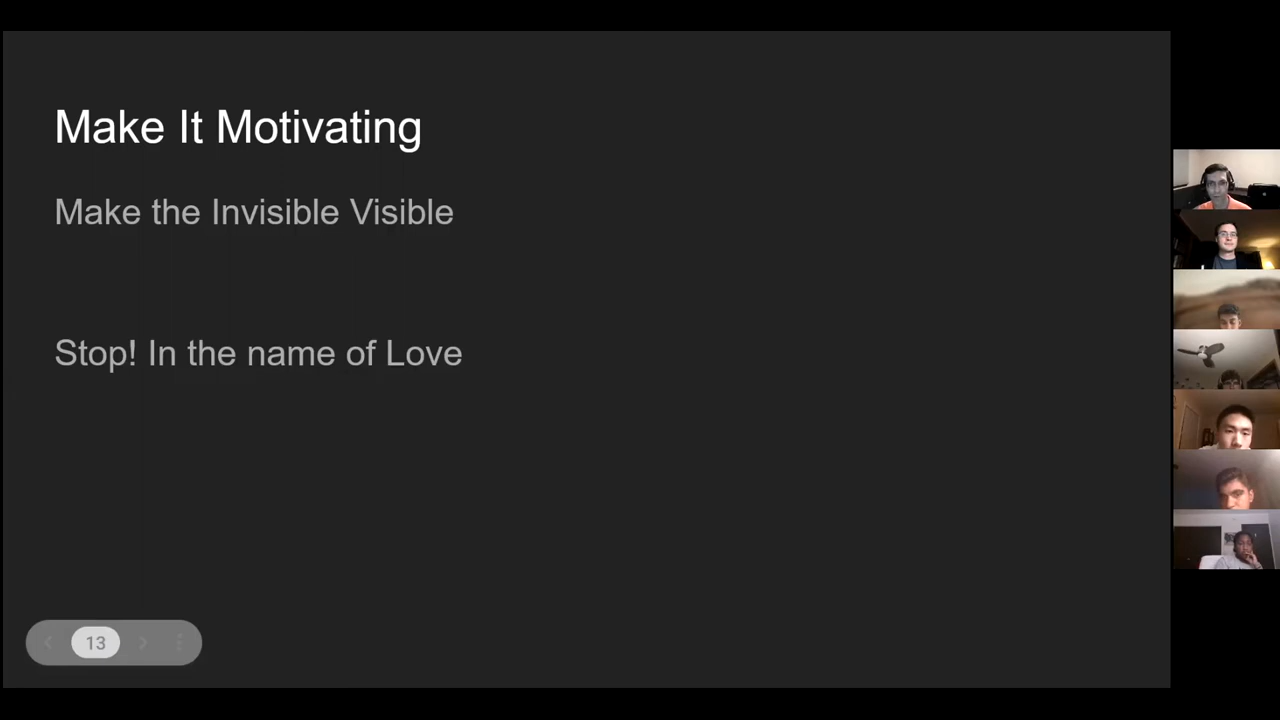 Make It Motivating
Make the Invisible Visible
Stop! In the name of Love
13